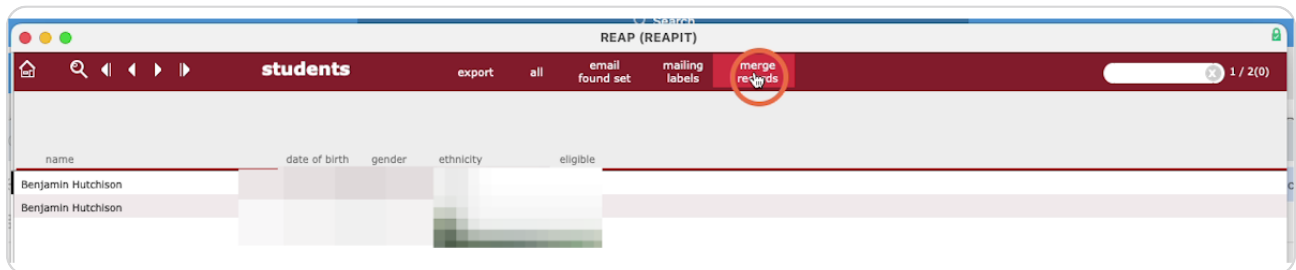 Search
REAP (REAPIT)
students export all email found set mailing labels merge records 1 / 2(0)
name date of birth gender ethnicity eligible
Benjamin Hutchison
Benjamin Hutchison